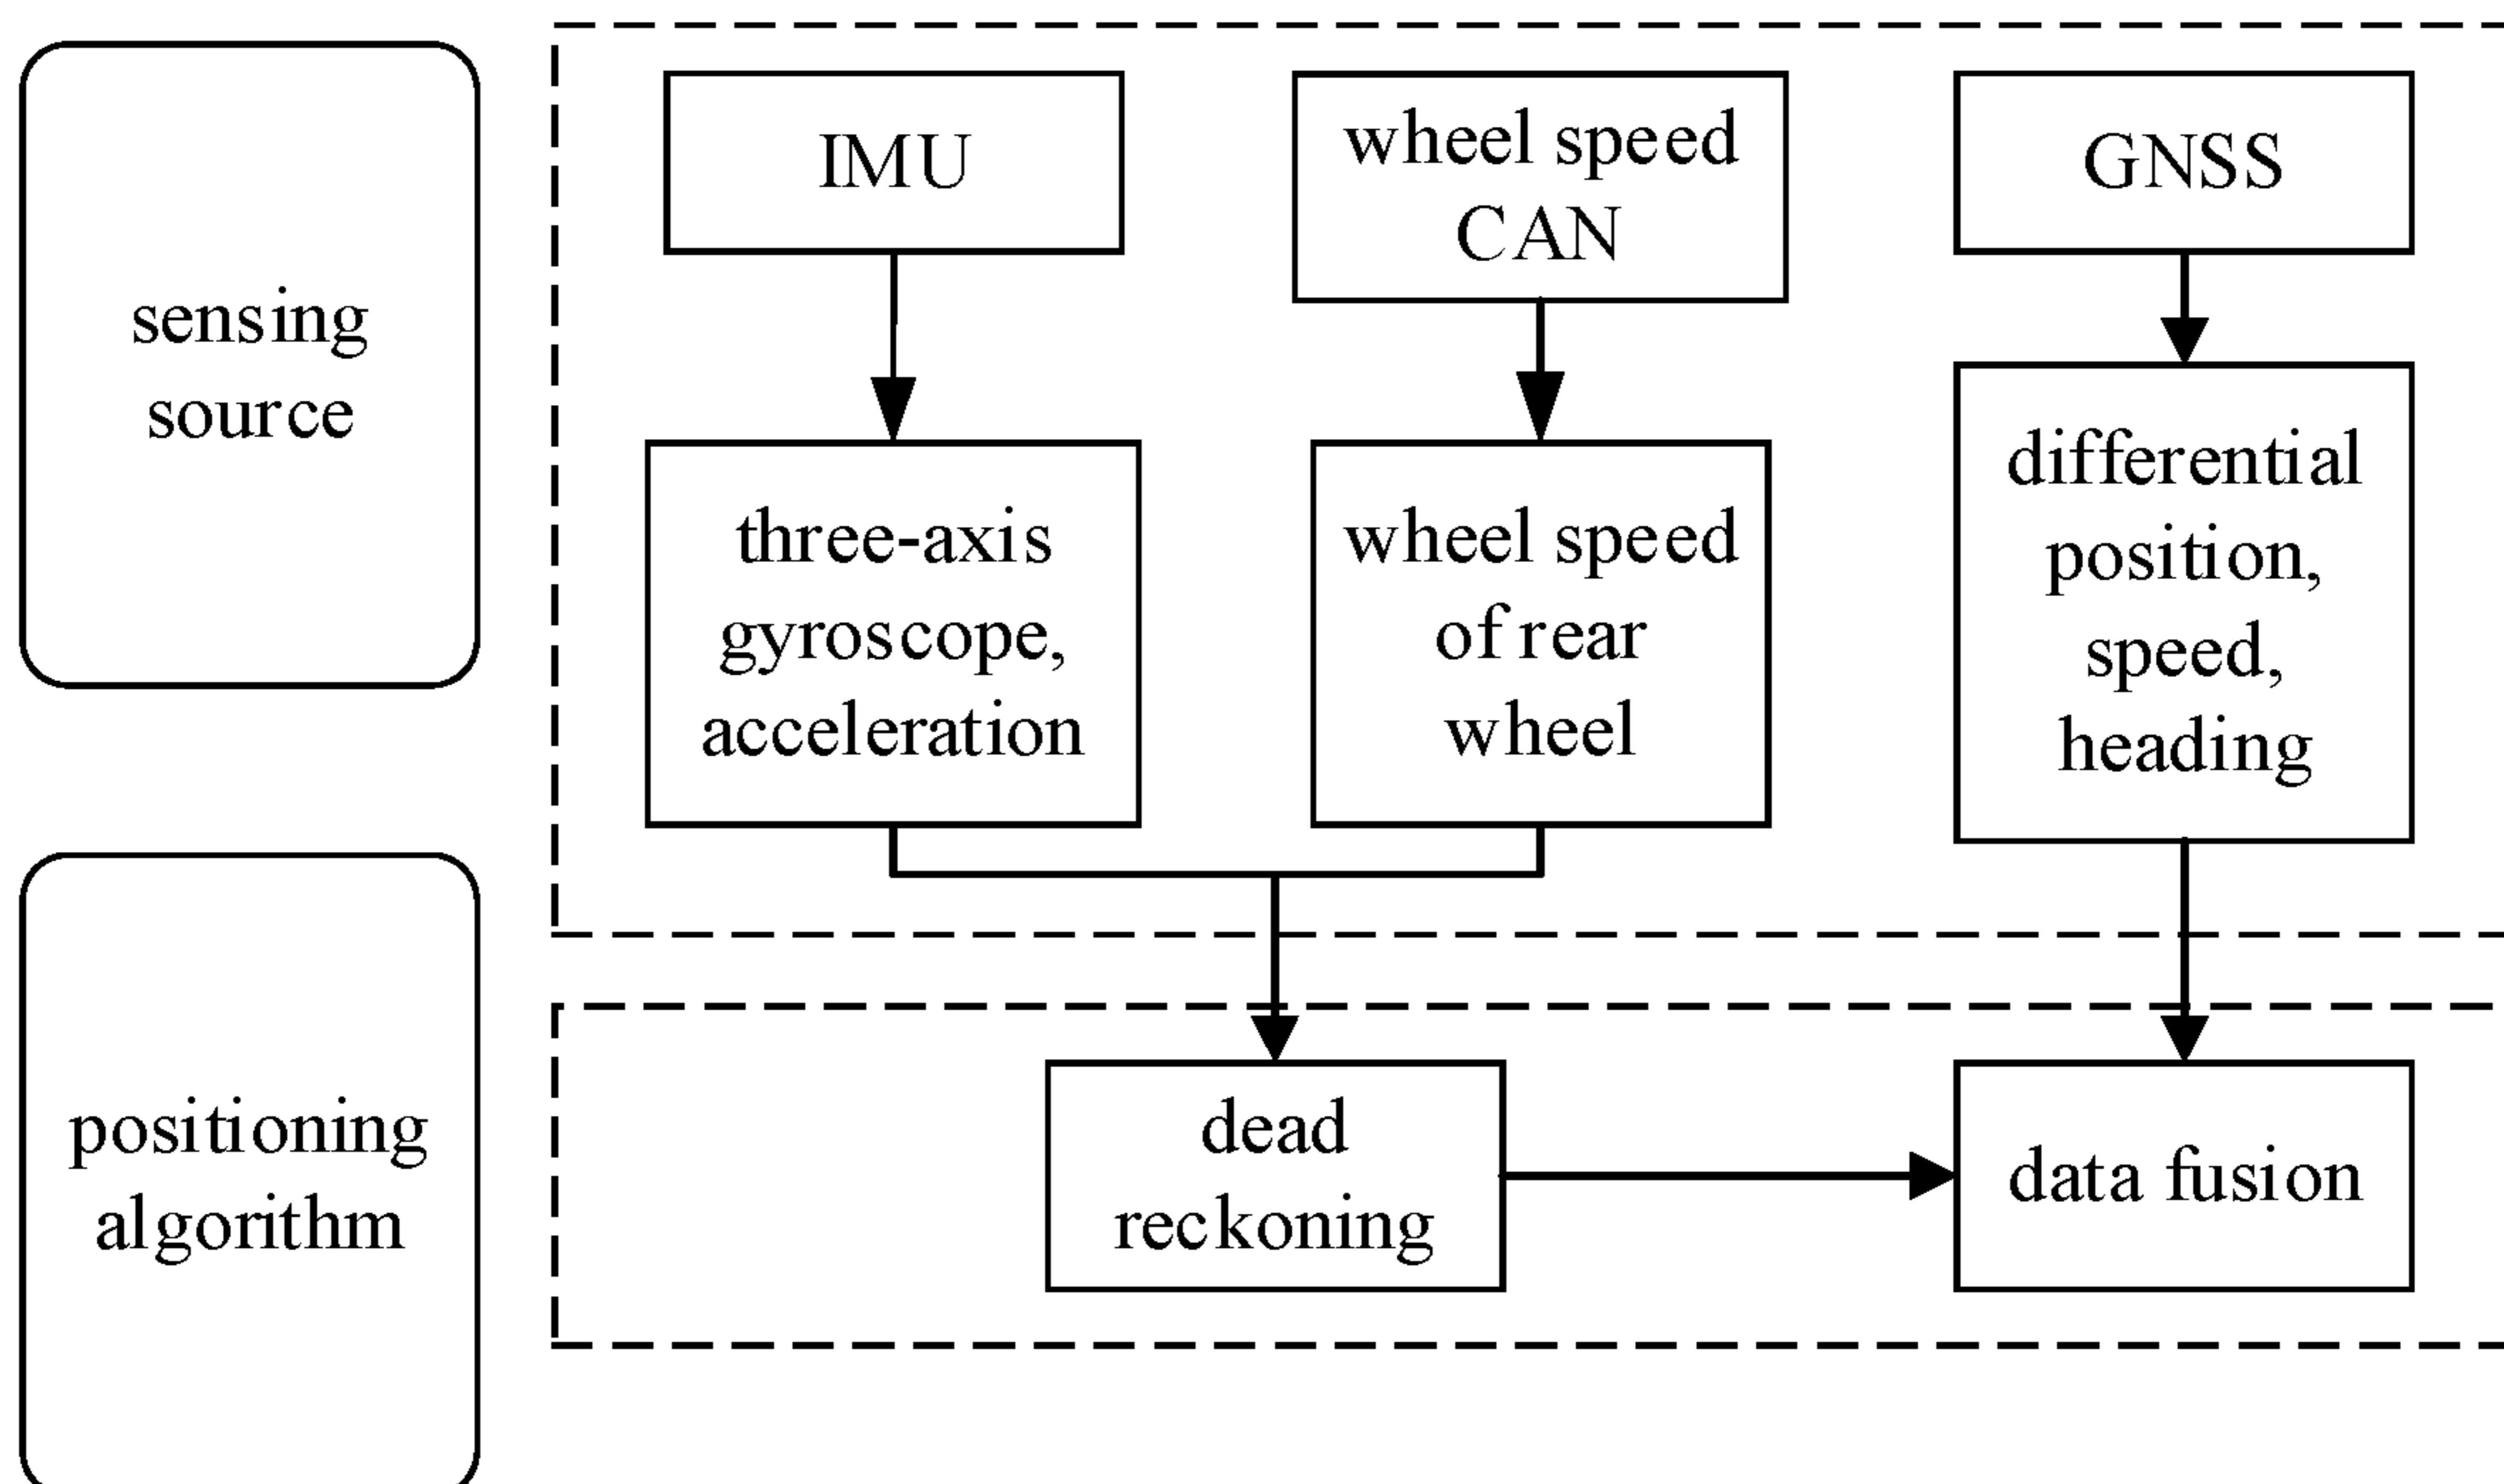 sensing
source
IMU
wheel speed
CAN
GNSS
three-axis
gyroscope,
acceleration
wheel speed
of rear
wheel
differential
position,
speed,
heading
positioning
algorithm
dead
reckoning
data fusion